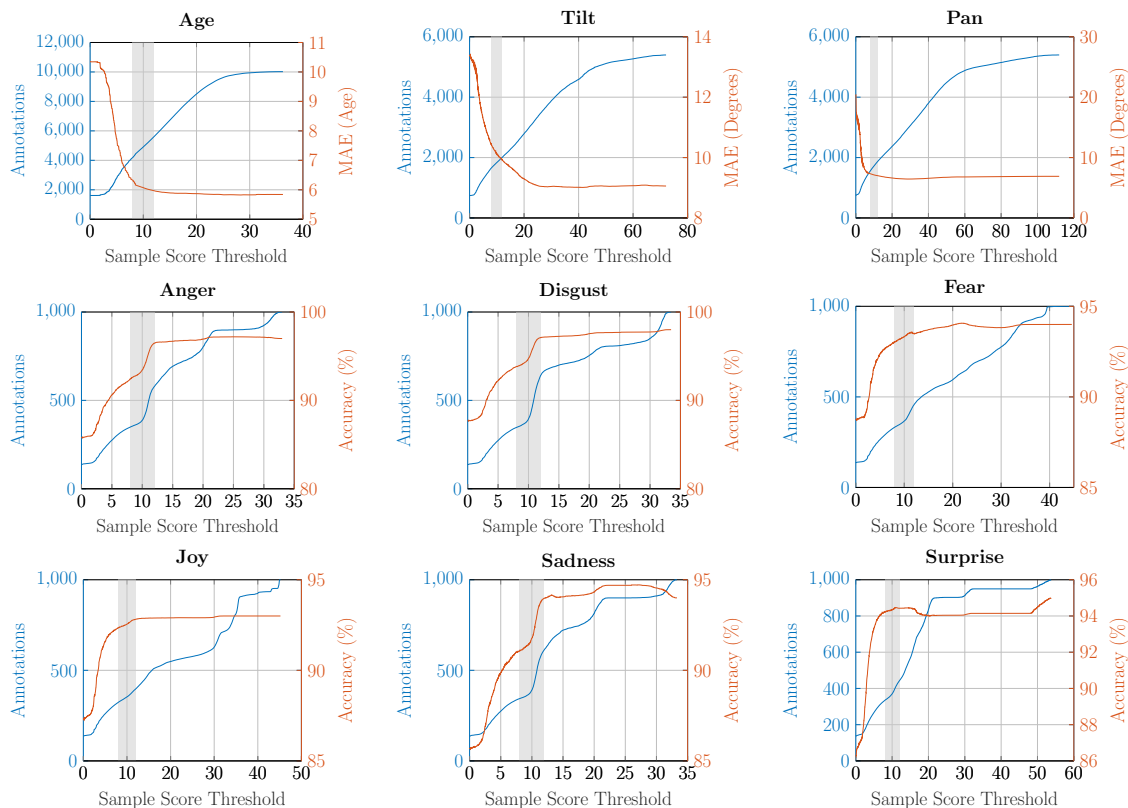 Age
Tilt
Pan
12,000
10,000
8,000
6,000
4,000
2,000
0
Annotations
11
10
9
8
7
6
5
MAE (Age)
0 10 20 30 40
Sample Score Threshold
6,000
4,000
2,000
0
Annotations
14
12
10
8
MAE (Degrees)
0 20 40 60 80
Sample Score Threshold
6,000
4,000
2,000
0
Annotations
30
20
10
0
MAE (Degrees)
0 20 40 60 80 100 120
Sample Score Threshold
Anger
Disgust
Fear
1,000
500
0
Annotations
100
90
80
Accuracy (%)
0 5 10 15 20 25 30 35
Sample Score Threshold
1,000
500
0
Annotations
100
90
80
Accuracy (%)
0 5 10 15 20 25 30 35
Sample Score Threshold
1,000
500
0
Annotations
95
90
85
Accuracy (%)
0 10 20 30 40
Sample Score Threshold
Joy
Sadness
Surprise
1,000
500
0
Annotations
95
90
85
Accuracy (%)
0 10 20 30 40 50
Sample Score Threshold
1,000
500
0
Annotations
95
90
85
Accuracy (%)
0 5 10 15 20 25 30 35
Sample Score Threshold
1,000
800
600
400
200
0
Annotations
96
94
92
90
88
86
Accuracy (%)
0 10 20 30 40 50 60
Sample Score Threshold